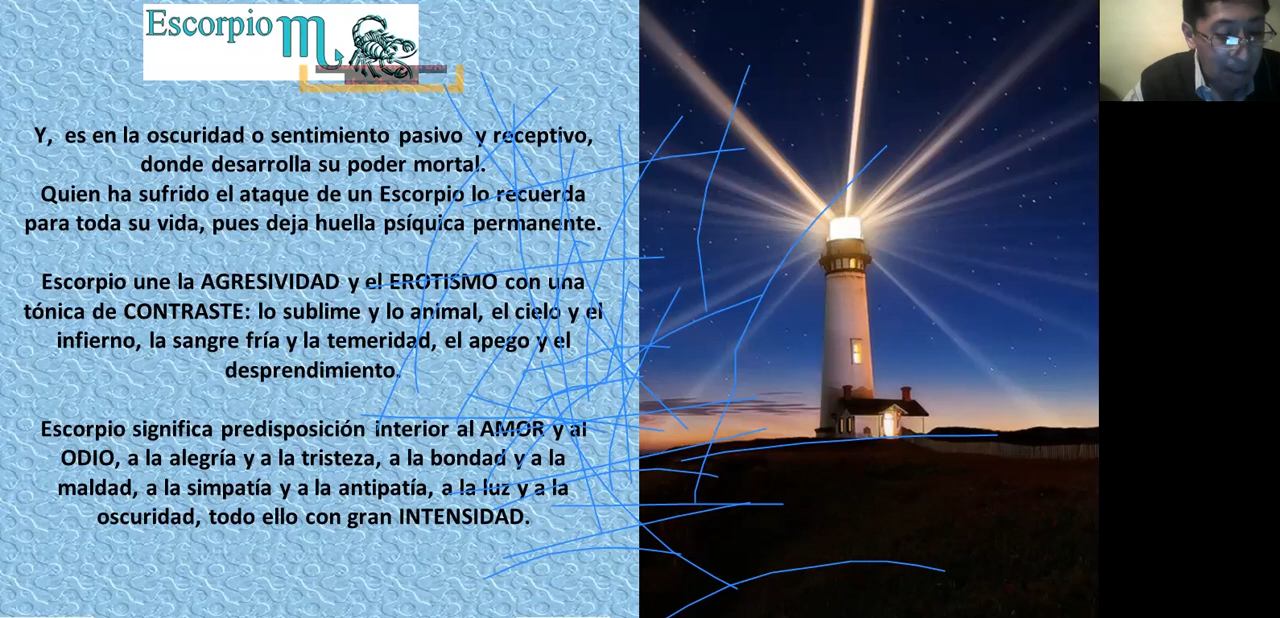 Escorpio
Y, es en la oscuridad o sentimiento pasivo y receptivo,
donde desarrolla su poder mortal.
Quien ha sufrido el ataque de un Escorpio lo recuerda
para toda su vida, pues deja huella psíquica permanente.
Escorpio une la AGRESIVIDAD y el EROTISMO con una
tónica de CONTRASTE: lo sublime y lo animal, el cielo y el
infierno, la sangre fría y la temeridad, el apego y el
desprendimiento.
Escorpio significa predisposición interior al AMOR y al
ODIO, a la alegría y a la tristeza, a la bondad y a la
maldad, a la simpatía y a la antipatía, a la luz y a la
oscuridad, todo ello con gran INTENSIDAD.